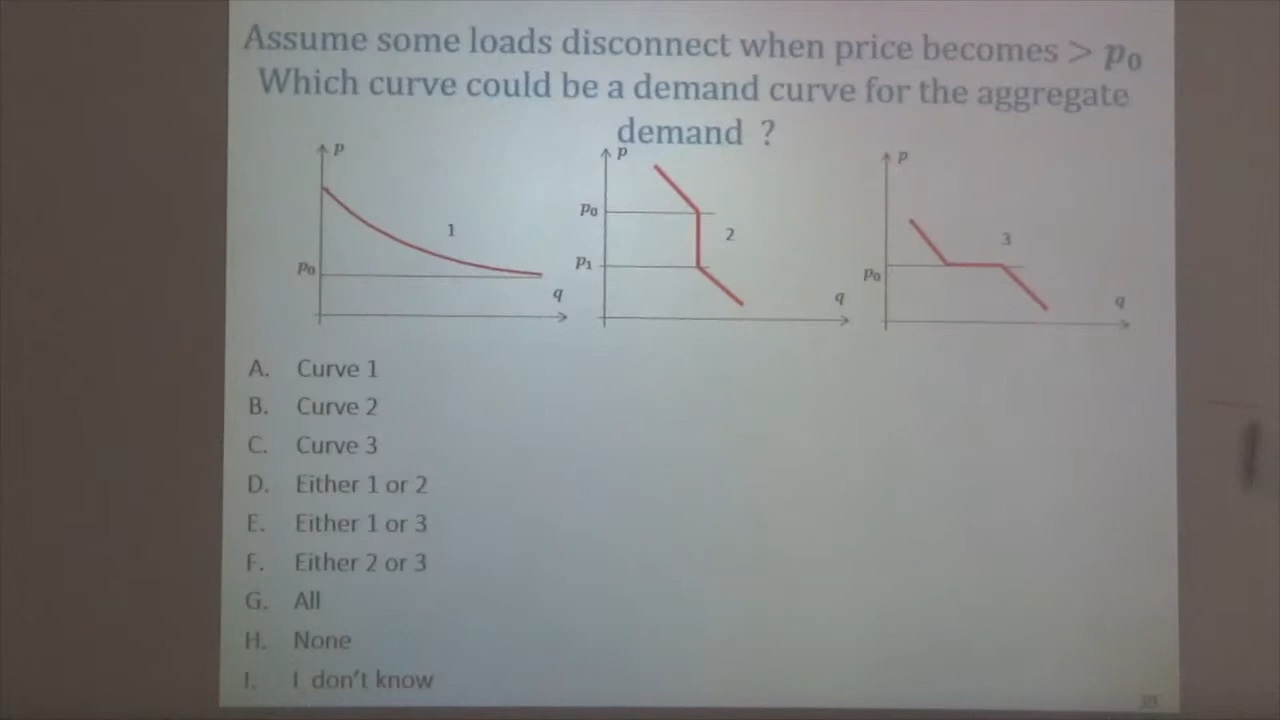 Assume some loads disconnect when price becomes > p₀
Which curve could be a demand curve for the aggregate
demand ?
p
p₀
1
q
p
p₀
p₁
2
q
p
p₀
3
q
A. Curve 1
B. Curve 2
C. Curve 3
D. Either 1 or 2
E. Either 1 or 3
F. Either 2 or 3
G. All
H. None
I. I don't know